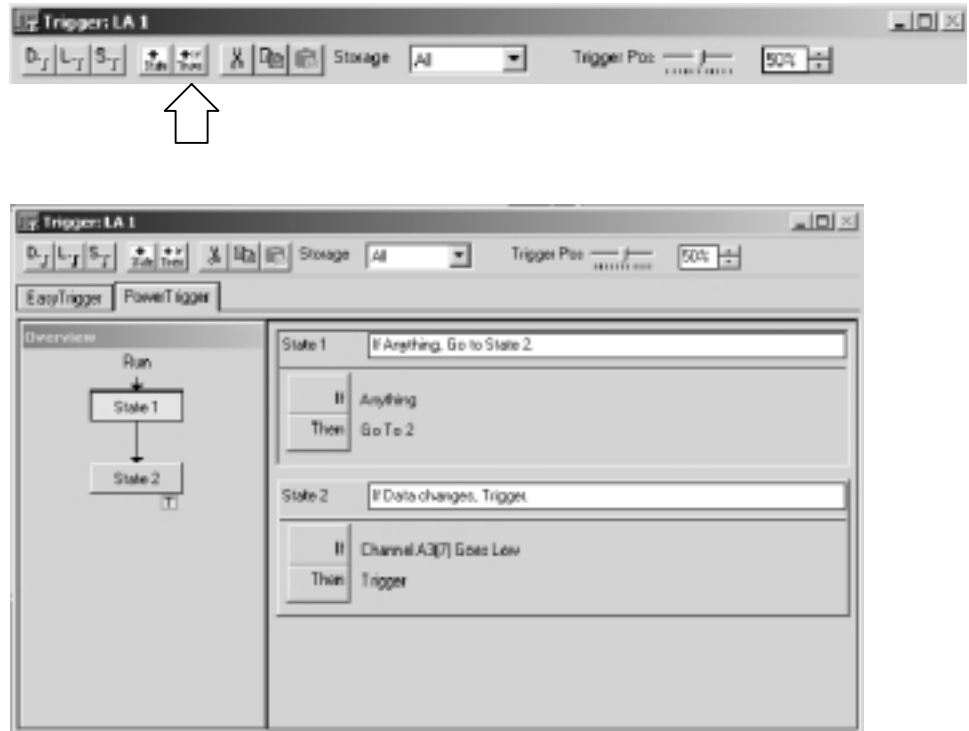 Trigger: LA 1
Storage All Trigger Pos 50%
Trigger: LA 1
Storage All Trigger Pos 50%
EasyTrigger PowerTrigger
Overview
Run
State 1
State 2
T
State 1 If Anything, Go to State 2.
If Anything
Then Go To 2
State 2 If Data changes, Trigger.
If Channel A3[7] Goes Low
Then Trigger